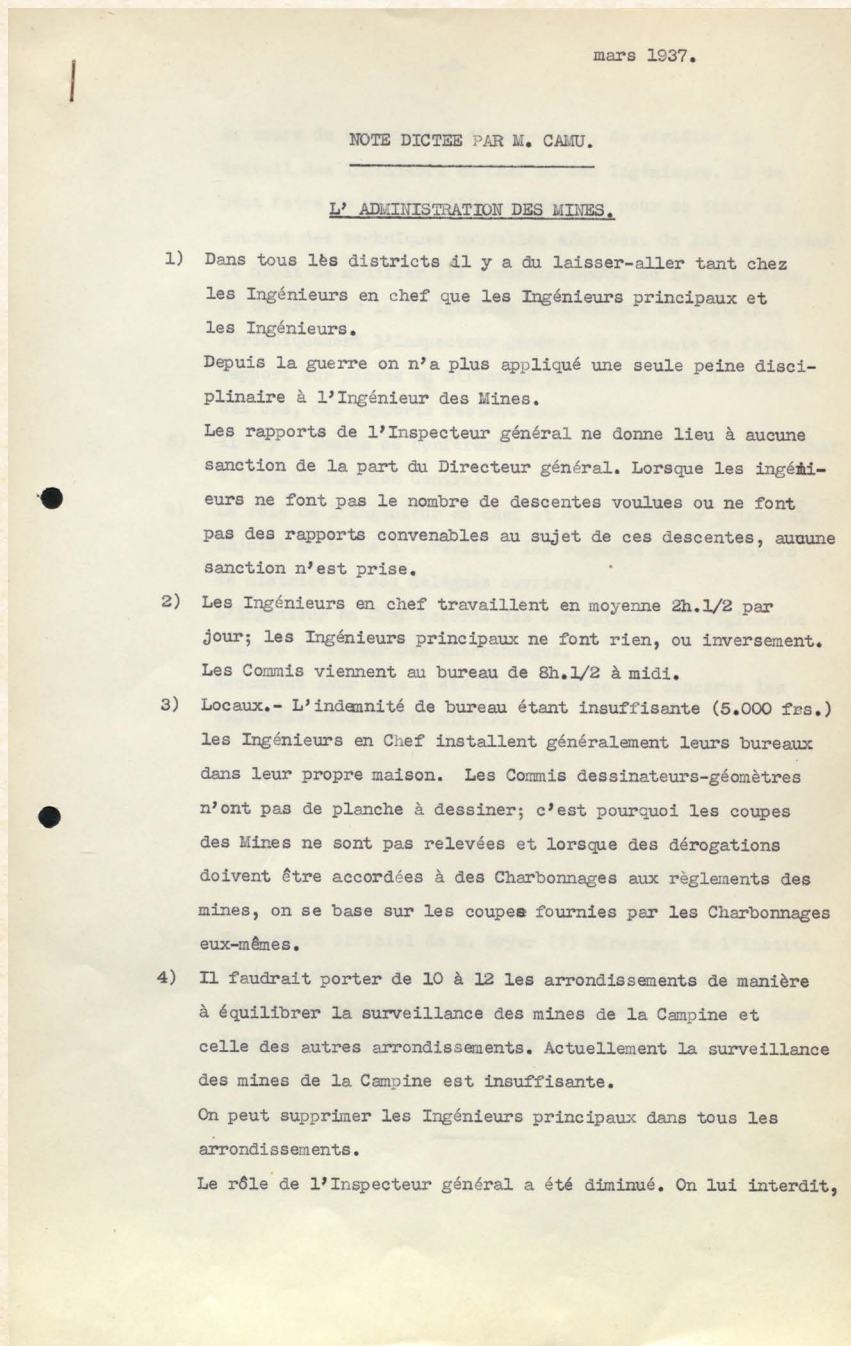 mars 1937.
NOTE DICTEE PAR M. CAMU.
L' ADMINISTRATION DES MINES.
1) Dans tous lès districts il y a du laisser-aller tant chez
les Ingénieurs en chef que les Ingénieurs principaux et
les Ingénieurs.
Depuis la guerre on n'a plus appliqué une seule peine disci-
plinaire à l'Ingénieur des Mines.
Les rapports de l'Inspecteur général ne donne lieu à aucune
sanction de la part du Directeur général. Lorsque les ingéni-
eurs ne font pas le nombre de descentes voulues ou ne font
pas des rapports convenables au sujet de ces descentes, aucune
sanction n'est prise.
2) Les Ingénieurs en chef travaillent en moyenne 2h.1/2 par
jour; les Ingénieurs principaux ne font rien, ou inversement.
Les Commis viennent au bureau de 8h.1/2 à midi.
3) Locaux.- L'indemnité de bureau étant insuffisante (5.000 frs.)
les Ingénieurs en Chef installent généralement leurs bureaux
dans leur propre maison. Les Commis dessinateurs-géomètres
n'ont pas de planche à dessiner; c'est pourquoi les coupes
des Mines ne sont pas relevées et lorsque des dérogations
doivent être accordées à des Charbonnages aux règlements des
mines, on se base sur les coupes fournies par les Charbonnages
eux-mêmes.
4) Il faudrait porter de 10 à 12 les arrondissements de manière
à équilibrer la surveillance des mines de la Campine et
celle des autres arrondissements. Actuellement la surveillance
des mines de la Campine est insuffisante.
On peut supprimer les Ingénieurs principaux dans tous les
arrondissements.
Le rôle de l'Inspecteur général a été diminué. On lui interdit,